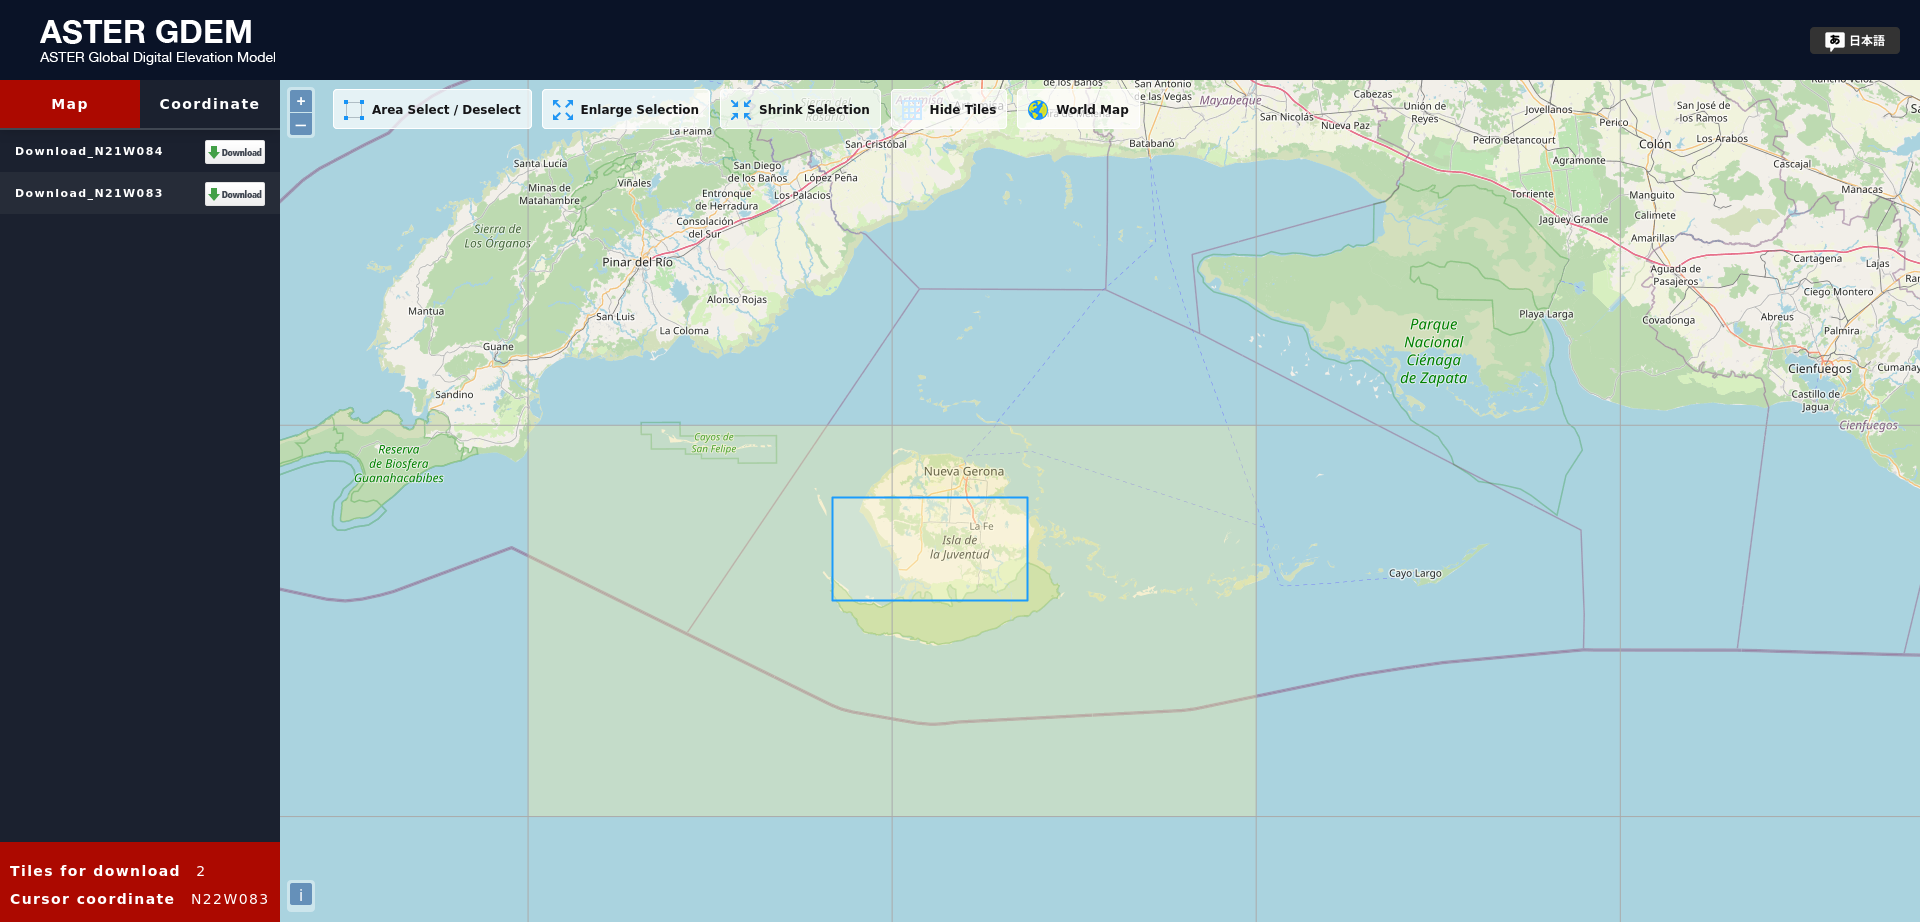 ASTER GDEM
ASTER Global Digital Elevation Model
日本語
Map
Coordinate
Download_N21W084
Download
Download_N21W083
Download
+
−
Area Select / Deselect
Enlarge Selection
Shrink Selection
Hide Tiles
World Map
de los Baños
San Antonio
de las Vegas
Mayabeque
San Nicolás
Nueva Paz
Cabezas
Unión de
Reyes
Jovellanos
Perico
San José de
los Ramos
Pedro Betancourt
Agramonte
Colón
Los Arabos
Cascajal
Manacas
La Palma
San Cristóbal
Batabanó
Santa Lucía
Viñales
San Diego
de los Baños
López Peña
Minas de
Matahambre
Entronque
de Herradura
Los Palacios
Consolación
del Sur
Sierra de
Los Órganos
Pinar del Río
Alonso Rojas
Mantua
San Luis
La Coloma
Guane
Sandino
Torriente
Jagüey Grande
Manguito
Calimete
Amarillas
Aguada de
Pasajeros
Cartagena
Lajas
Ciego Montero
Playa Larga
Covadonga
Abreus
Palmira
Parque
Nacional
Ciénaga
de Zapata
Cienfuegos
Cumanay
Castillo de
Jagua
Cienfuegos
Reserva
de Biosfera
Guanahacabibes
Cayos de
San Felipe
Nueva Gerona
La Fe
Isla de
la Juventud
Cayo Largo
Tiles for download 2
Cursor coordinate N22W083
i